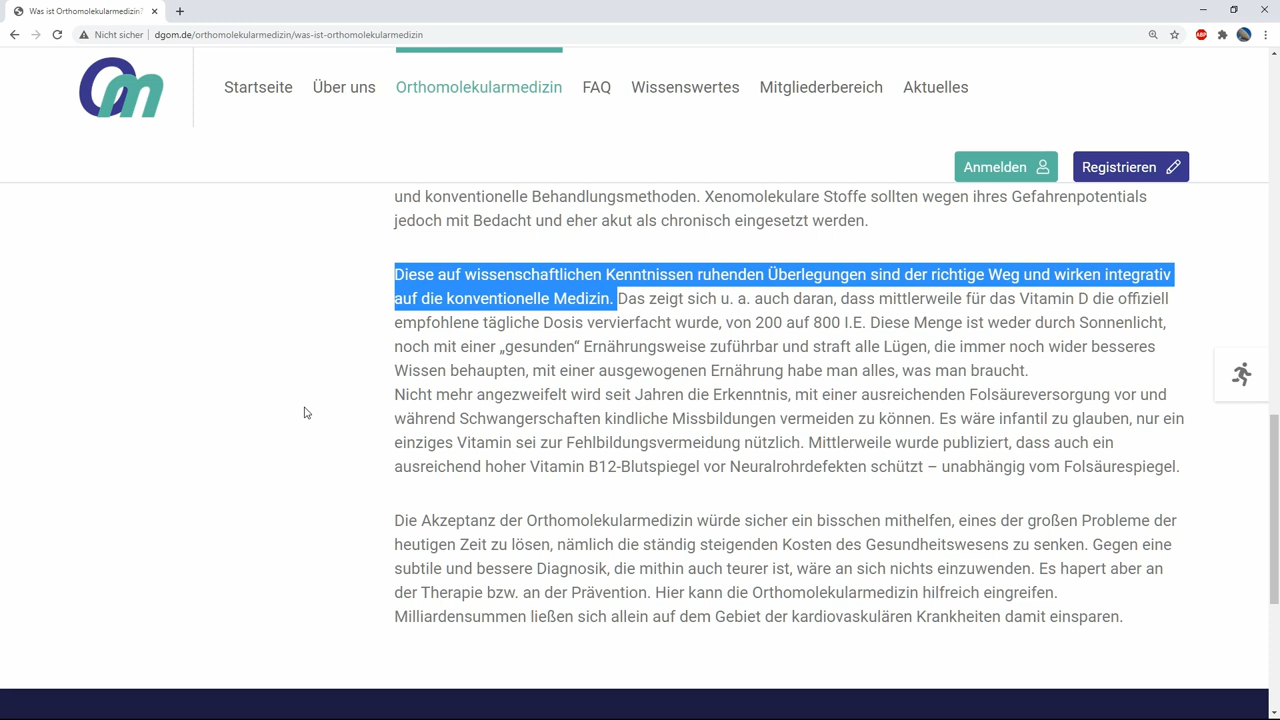 Was ist Orthomolekularmedizin?
Nicht sicher | dgom.de/orthomolekularmedizin/was-ist-orthomolekularmedizin
ABP
Om
Startseite Über uns Orthomolekularmedizin FAQ Wissenswertes Mitgliederbereich Aktuelles
Anmelden Registrieren
und konventionelle Behandlungsmethoden. Xenomolekulare Stoffe sollten wegen ihres Gefahrenpotentials
jedoch mit Bedacht und eher akut als chronisch eingesetzt werden.
Diese auf wissenschaftlichen Kenntnissen ruhenden Überlegungen sind der richtige Weg und wirken integrativ
auf die konventionelle Medizin. Das zeigt sich u. a. auch daran, dass mittlerweile für das Vitamin D die offiziell
empfohlene tägliche Dosis vervierfacht wurde, von 200 auf 800 I.E. Diese Menge ist weder durch Sonnenlicht,
noch mit einer „gesunden“ Ernährungsweise zuführbar und straft alle Lügen, die immer noch wider besseres
Wissen behaupten, mit einer ausgewogenen Ernährung habe man alles, was man braucht.
Nicht mehr angezweifelt wird seit Jahren die Erkenntnis, mit einer ausreichenden Folsäureversorgung vor und
während Schwangerschaften kindliche Missbildungen vermeiden zu können. Es wäre infantil zu glauben, nur ein
einziges Vitamin sei zur Fehlbildungsvermeidung nützlich. Mittlerweile wurde publiziert, dass auch ein
ausreichend hoher Vitamin B12-Blutspiegel vor Neuralrohrdefekten schützt – unabhängig vom Folsäurespiegel.
Die Akzeptanz der Orthomolekularmedizin würde sicher ein bisschen mithelfen, eines der großen Probleme der
heutigen Zeit zu lösen, nämlich die ständig steigenden Kosten des Gesundheitswesens zu senken. Gegen eine
subtile und bessere Diagnosik, die mithin auch teurer ist, wäre an sich nichts einzuwenden. Es hapert aber an
der Therapie bzw. an der Prävention. Hier kann die Orthomolekularmedizin hilfreich eingreifen.
Milliardensummen ließen sich allein auf dem Gebiet der kardiovaskulären Krankheiten damit einsparen.